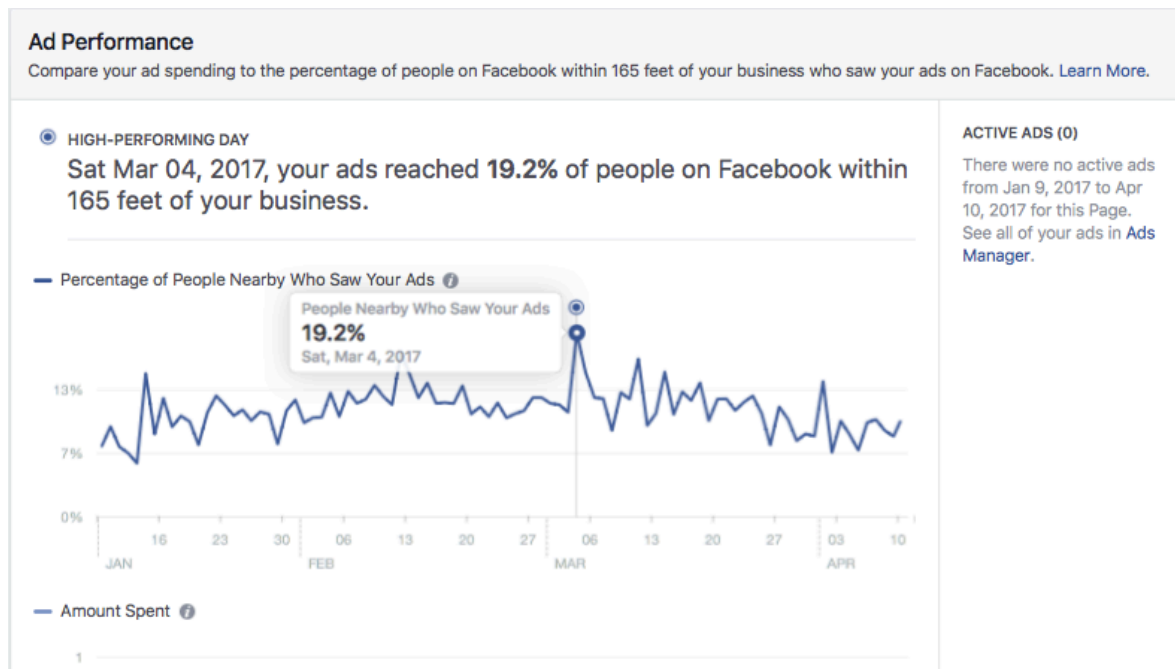 Ad Performance
Compare your ad spending to the percentage of people on Facebook within 165 feet of your business who saw your ads on Facebook. Learn More.
HIGH-PERFORMING DAY
Sat Mar 04, 2017, your ads reached 19.2% of people on Facebook within
165 feet of your business.
Percentage of People Nearby Who Saw Your Ads i
People Nearby Who Saw Your Ads
19.2%
Sat, Mar 4, 2017
13%
7%
0%
16 23 30 06 13 20 27 06 13 20 27 03 10
JAN FEB MAR APR
Amount Spent i
1
ACTIVE ADS (0)
There were no active ads
from Jan 9, 2017 to Apr
10, 2017 for this Page.
See all of your ads in Ads
Manager.